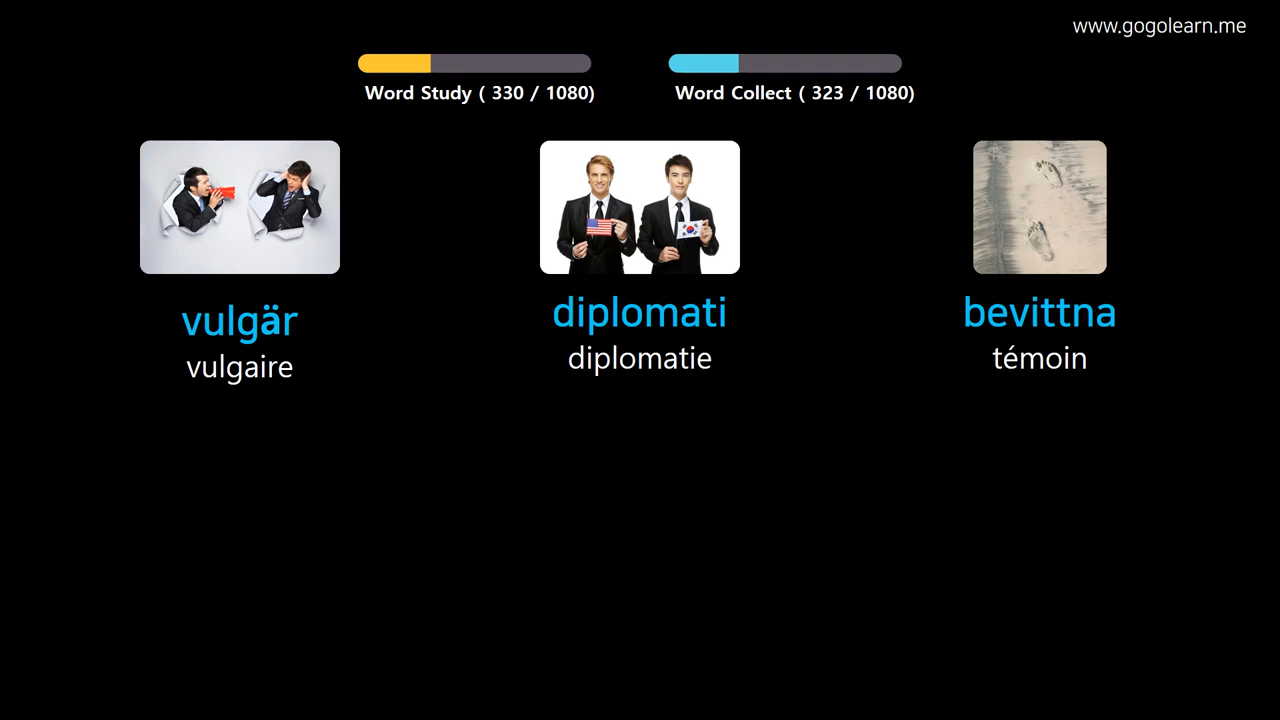 www.gogolearn.me
Word Study ( 330 / 1080)
Word Collect ( 323 / 1080)
vulgär
vulgaire
diplomati
diplomatie
bevittna
témoin